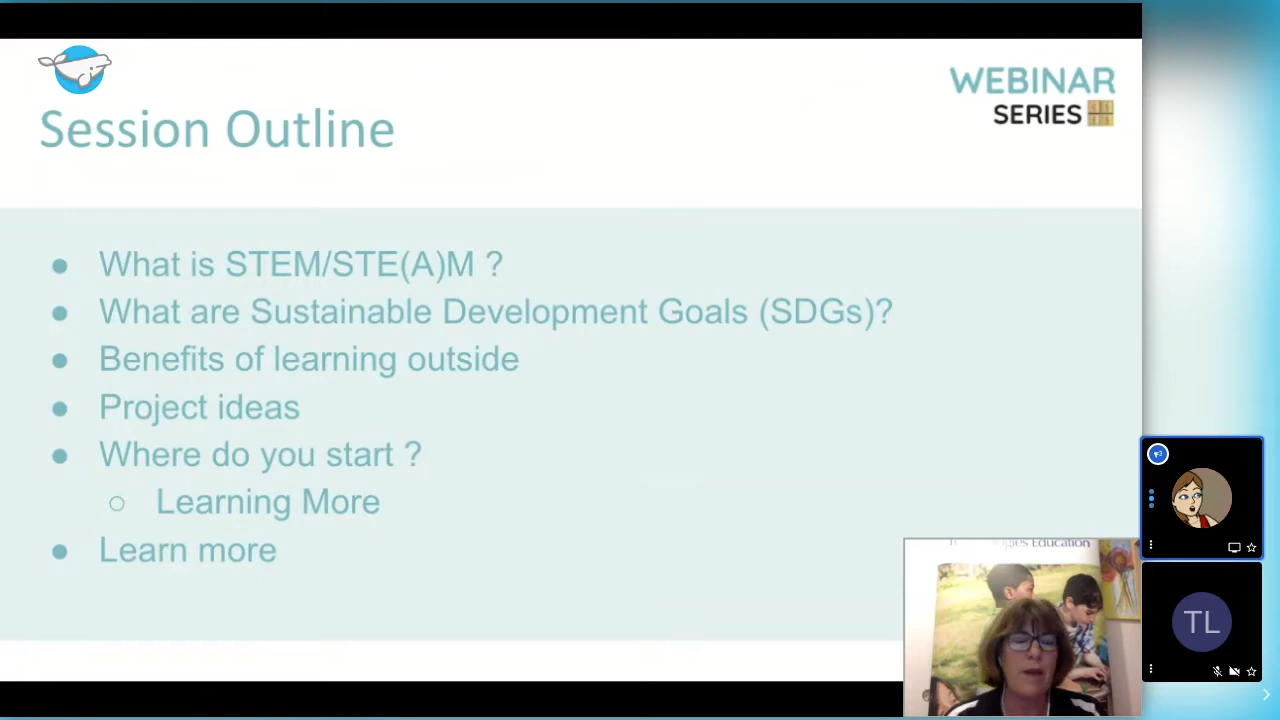 WEBINAR
SERIES
Session Outline
What is STEM/STE(A)M ?
What are Sustainable Development Goals (SDGs)?
Benefits of learning outside
Project ideas
Where do you start ?
Learning More
Learn more
Education
TL